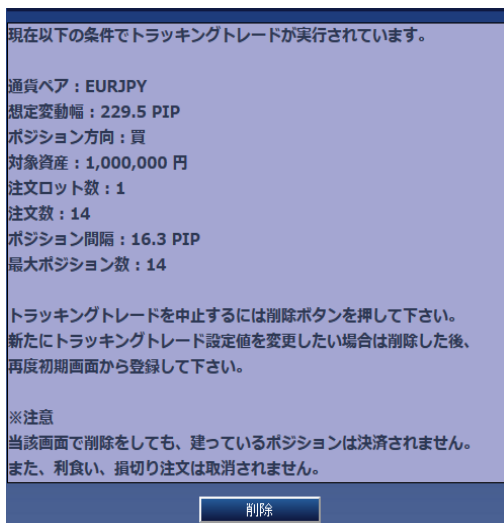 現在以下の条件でトラッキングトレードが実行されています。
通貨ペア：EURJPY
想定変動幅：229.5 PIP
ポジション方向：買
対象資産：1,000,000 円
注文ロット数：1
注文数：14
ポジション間隔：16.3 PIP
最大ポジション数：14
トラッキングトレードを中止するには削除ボタンを押して下さい。
新たにトラッキングトレード設定値を変更したい場合は削除した後、
再度初期画面から登録して下さい。
※注意
当該画面で削除をしても、建っているポジションは決済されません。
また、利食い、損切り注文は取消されません。
削除